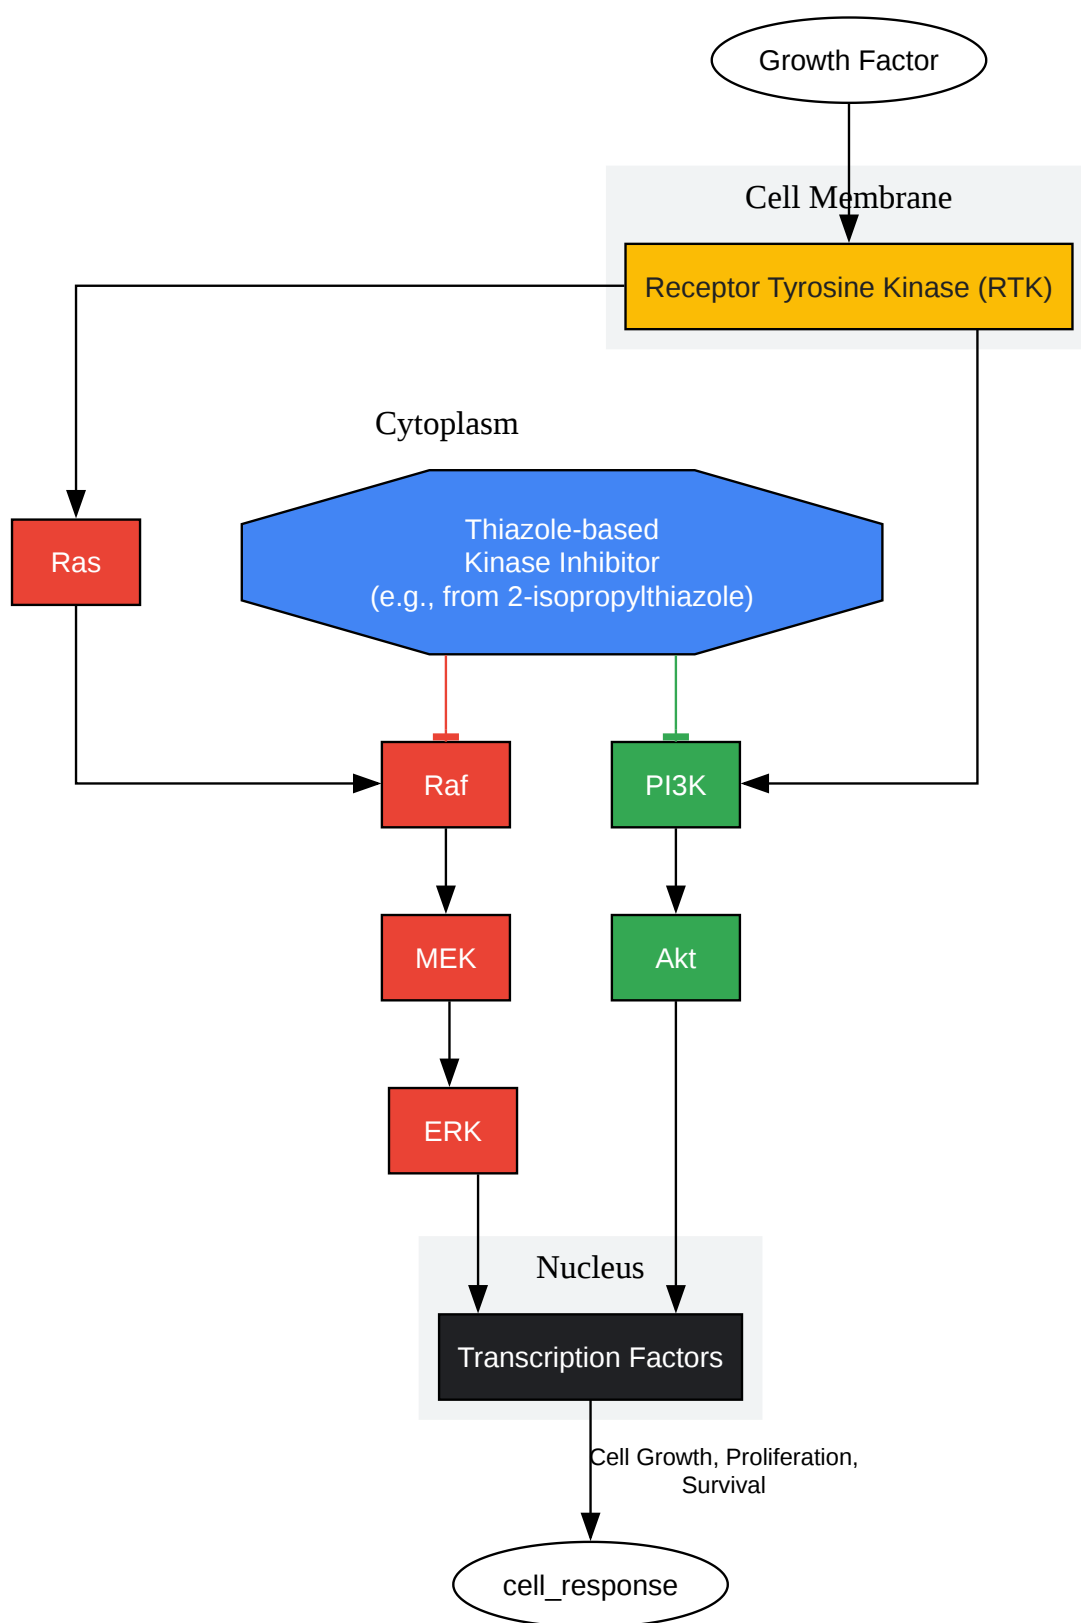 Growth Factor
Cell Membrane
Receptor Tyrosine Kinase (RTK)
Cytoplasm
Thiazole-based
Kinase Inhibitor
(e.g., from 2-isopropylthiazole)
Ras
Raf
PI3K
MEK
Akt
ERK
Nucleus
Transcription Factors
Cell Growth, Proliferation,
Survival
cell_response